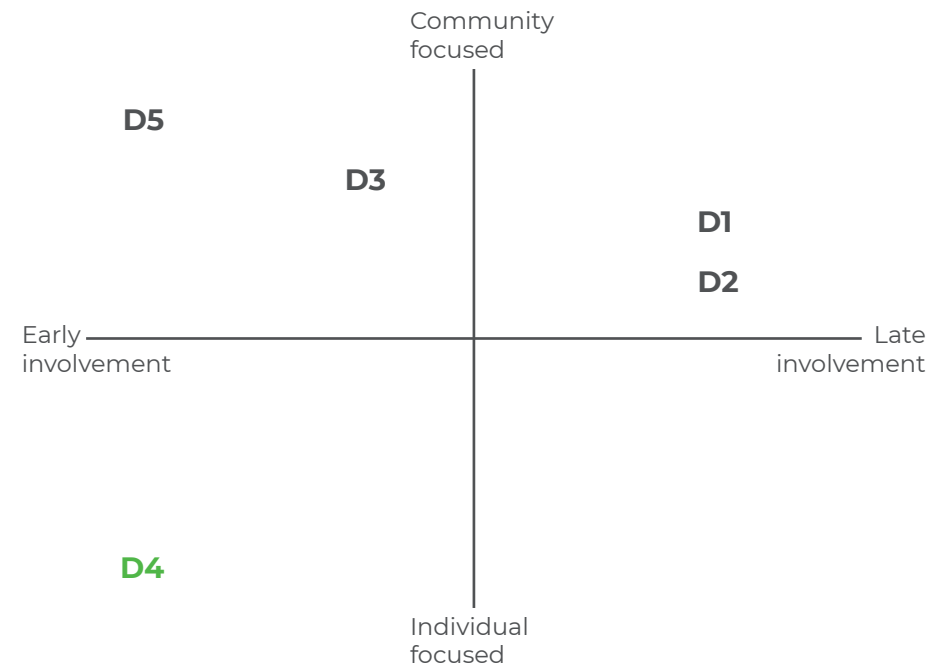 Community
focused
D5
D3
D1
D2
Early
involvement
Late
involvement
D4
Individual
focused